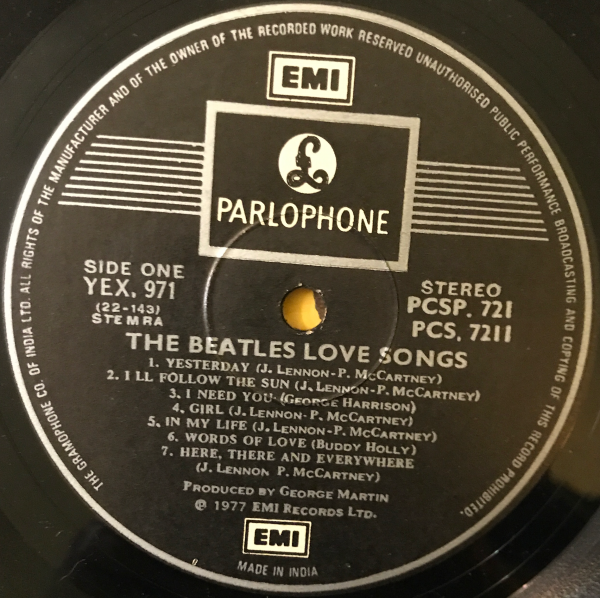 THE GRAMOPHONE CO. OF INDIA LTD. ALL RIGHTS OF THE MANUFACTURER AND OF THE OWNER OF THE RECORDED WORK RESERVED UNAUTHORISED PUBLIC PERFORMANCE BROADCASTING AND COPYING OF THIS RECORD PROHIBITED.
EMI
£
PARLOPHONE
SIDE ONE
YEX. 971
(22-143)
STEMRA
STEREO
PCSP. 721
PCS. 7211
THE BEATLES LOVE SONGS
1. YESTERDAY (J. LENNON-P. MCCARTNEY)
2. I LL FOLLOW THE SUN (J. LENNON-P. MCCARTNEY)
3. I NEED YOU (GEORGE HARRISON)
4. GIRL (J. LENNON-P. MCCARTNEY)
5. IN MY LIFE (J. LENNON-P. MCCARTNEY)
6. WORDS OF LOVE (BUDDY HOLLY)
7. HERE, THERE AND EVERYWHERE
(J. LENNON P. MCCARTNEY)
PRODUCED BY GEORGE MARTIN
℗ 1977 EMI RECORDS LTD.
EMI
MADE IN INDIA